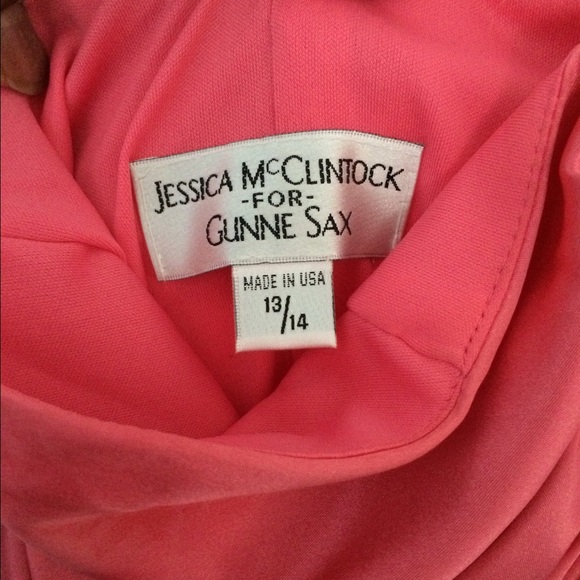 JESSICA McCLINTOCK
-FOR-
GUNNE SAX
MADE IN USA
13/14